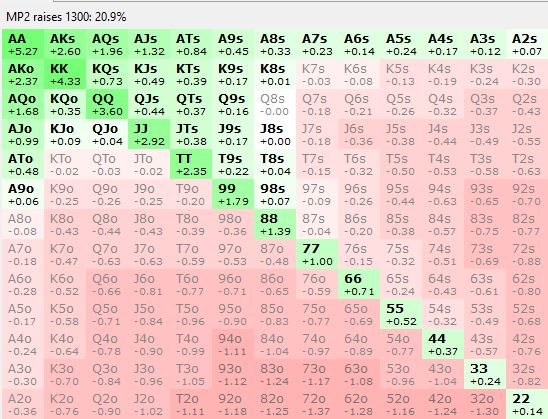 MP2 raises 1300: 20.9%
AA AKs AQs AJs ATs A9s A8s A7s A6s A5s A4s A3s A2s
+5.27 +2.60 +1.96 +1.32 +0.84 +0.45 +0.33 +0.23 +0.14 +0.24 +0.17 +0.12 +0.07
AKo KK KQs KJs KTs K9s K8s K7s K6s K5s K4s K3s K2s
+2.37 +4.33 +0.73 +0.49 +0.39 +0.17 +0.01 -0.03 -0.08 -0.13 -0.19 -0.24 -0.30
AQo KQo QQ QJs QTs Q9s Q8s Q7s Q6s Q5s Q4s Q3s Q2s
+1.68 +0.35 +3.60 +0.44 +0.37 +0.16 -0.00 -0.18 -0.21 -0.26 -0.32 -0.37 -0.43
AJo KJo QJo JJ JTs J9s J8s J7s J6s J5s J4s J3s J2s
+0.99 +0.09 +0.04 +2.92 +0.38 +0.17 +0.00 -0.18 -0.36 -0.38 -0.44 -0.49 -0.55
ATo KTo QTo JTo TT T9s T8s T7s T6s T5s T4s T3s T2s
+0.48 -0.02 -0.03 -0.02 +2.35 +0.22 +0.04 -0.15 -0.32 -0.50 -0.53 -0.58 -0.63
A9o K9o Q9o J9o T9o 99 98s 97s 96s 95s 94s 93s 92s
+0.06 -0.25 -0.26 -0.25 -0.20 +1.79 +0.07 -0.09 -0.26 -0.44 -0.63 -0.65 -0.70
A8o K8o Q8o J8o T8o 98o 88 87s 86s 85s 84s 83s 82s
-0.08 -0.43 -0.44 -0.43 -0.39 -0.36 +1.39 -0.04 -0.20 -0.38 -0.57 -0.75 -0.77
A7o K7o Q7o J7o T7o 97o 87o 77 76s 75s 74s 73s 72s
-0.18 -0.47 -0.63 -0.63 -0.59 -0.53 -0.48 +1.00 -0.15 -0.32 -0.51 -0.69 -0.88
A6o K6o Q6o J6o T6o 96o 86o 76o 66 65s 64s 63s 62s
-0.28 -0.52 -0.66 -0.81 -0.77 -0.71 -0.65 -0.59 +0.71 -0.24 -0.43 -0.61 -0.80
A5o K5o Q5o J5o T5o 95o 85o 75o 65o 55 54s 53s 52s
-0.17 -0.58 -0.71 -0.84 -0.96 -0.90 -0.83 -0.77 -0.69 +0.52 -0.32 -0.49 -0.68
A4o K4o Q4o J4o T4o 94o 84o 74o 64o 54o 44 43s 42s
-0.24 -0.64 -0.78 -0.90 -0.99 -1.11 -1.04 -0.97 -0.89 -0.77 +0.37 -0.57 -0.76
A3o K3o Q3o J3o T3o 93o 83o 73o 63o 53o 43o 33 32s
-0.30 -0.70 -0.84 -0.96 -1.05 -1.12 -1.24 -1.17 -1.08 -0.96 -1.04 +0.24 -0.82
A2o K2o Q2o J2o T2o 92o 82o 72o 62o 52o 42o 32o 22
-0.36 -0.76 -0.90 -1.02 -1.11 -1.18 -1.25 -1.37 -1.28 -1.16 -1.24 -1.30 +0.14